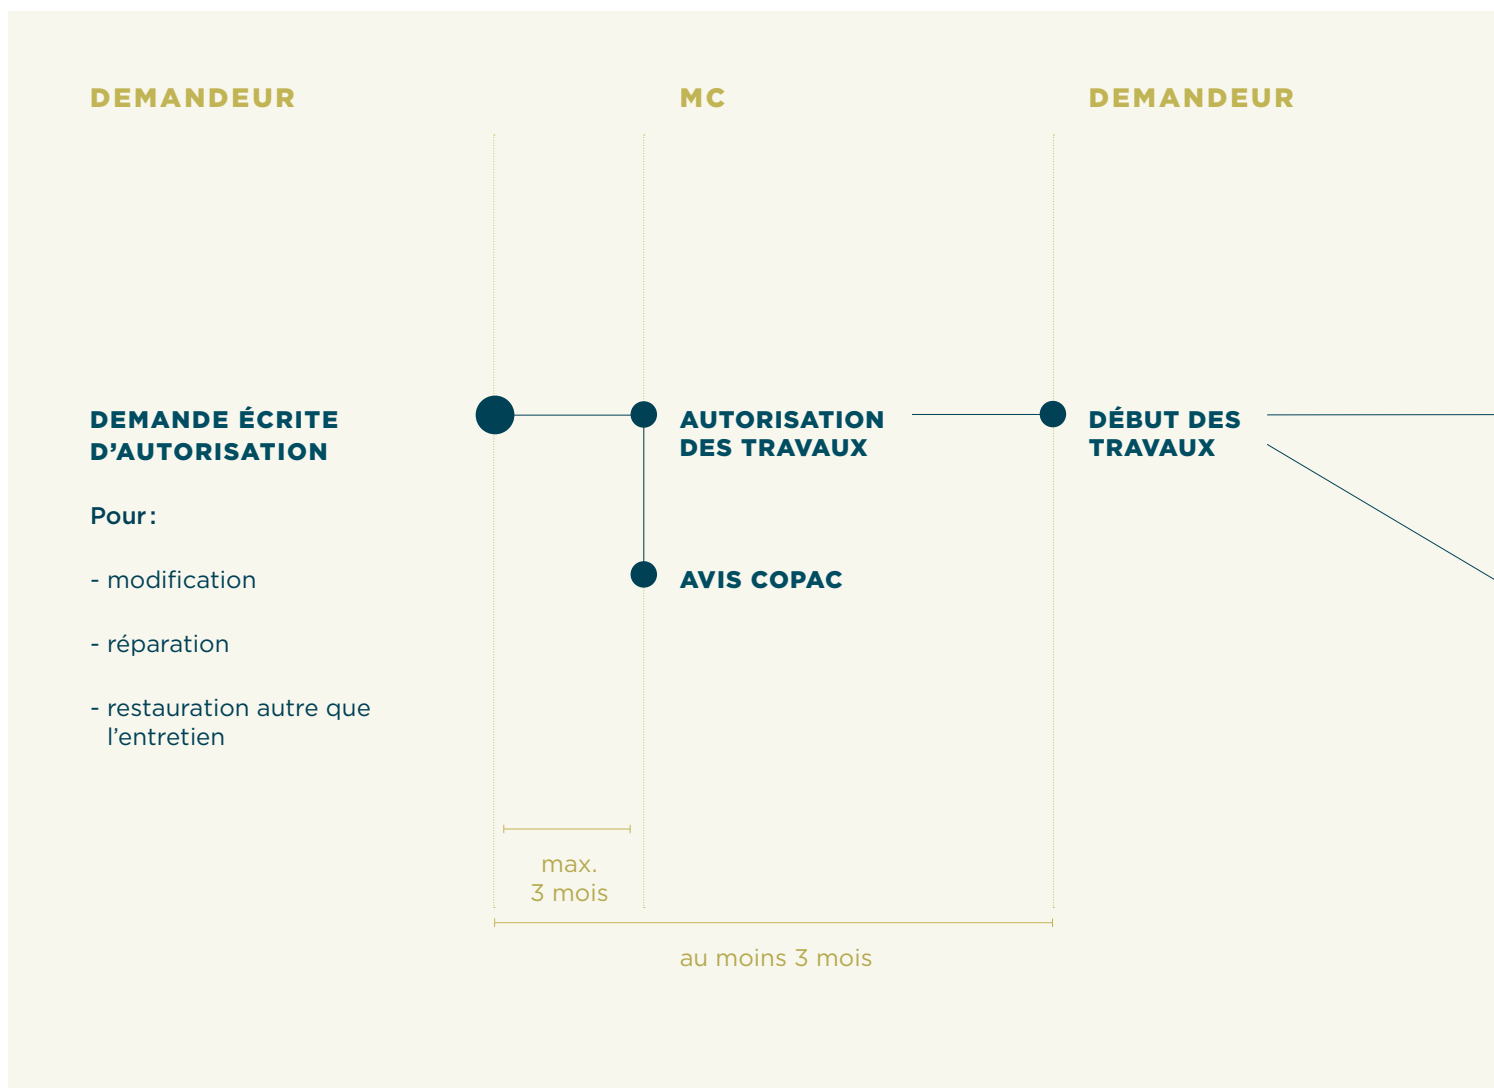 DEMANDEUR
MC
DEMANDEUR
DEMANDE ÉCRITE
D’AUTORISATION
Pour :
- modification
- réparation
- restauration autre que
l’entretien
AUTORISATION
DES TRAVAUX
AVIS COPAC
DÉBUT DES
TRAVAUX
max.
3 mois
au moins 3 mois